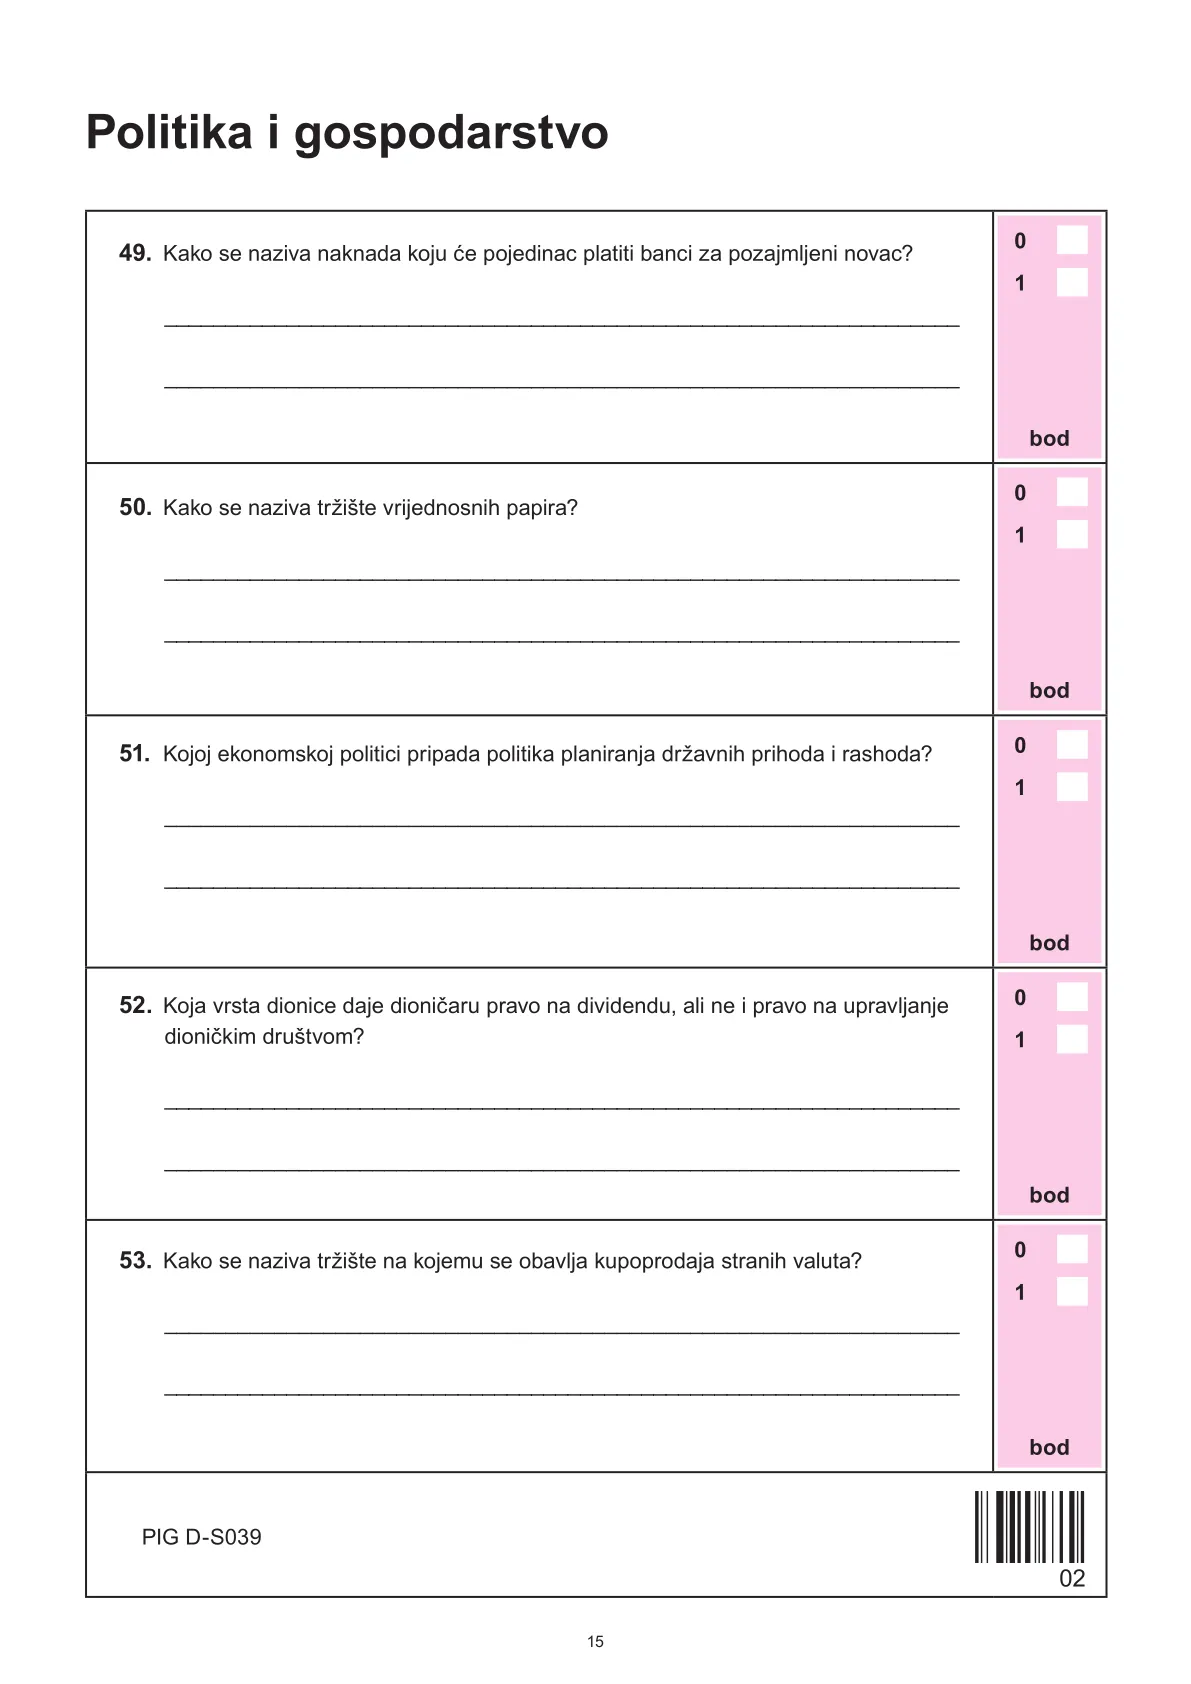 Politika i gospodarstvo
49. Kako se naziva naknada koju će pojedinac platiti banci za pozajmljeni novac?
0
1
bod
50. Kako se naziva tržište vrijednosnih papira?
0
1
bod
51. Kojoj ekonomskoj politici pripada politika planiranja državnih prihoda i rashoda?
0
1
bod
52. Koja vrsta dionice daje dioničaru pravo na dividendu, ali ne i pravo na upravljanje
dioničkim društvom?
0
1
bod
53. Kako se naziva tržište na kojemu se obavlja kupoprodaja stranih valuta?
0
1
bod
PIG D-S039
02
15